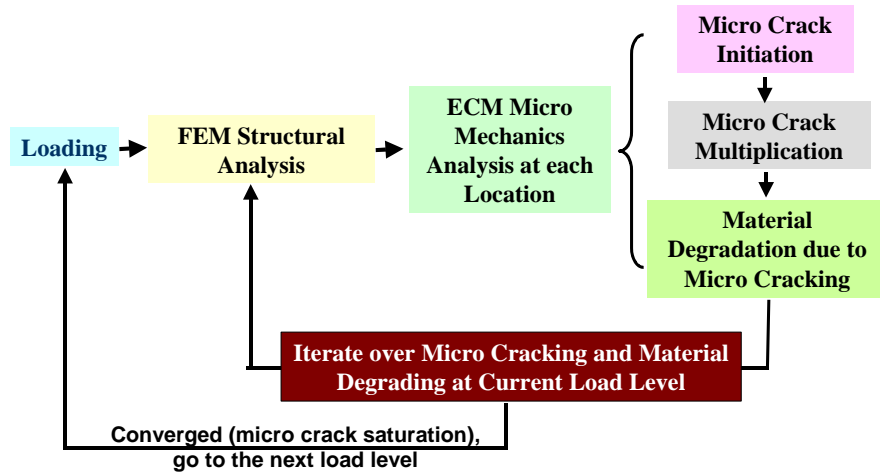 Loading
FEM Structural
Analysis
ECM Micro
Mechanics
Analysis at each
Location
Micro Crack
Initiation
Micro Crack
Multiplication
Material
Degradation due to
Micro Cracking
Iterate over Micro Cracking and Material
Degrading at Current Load Level
Converged (micro crack saturation),
go to the next load level